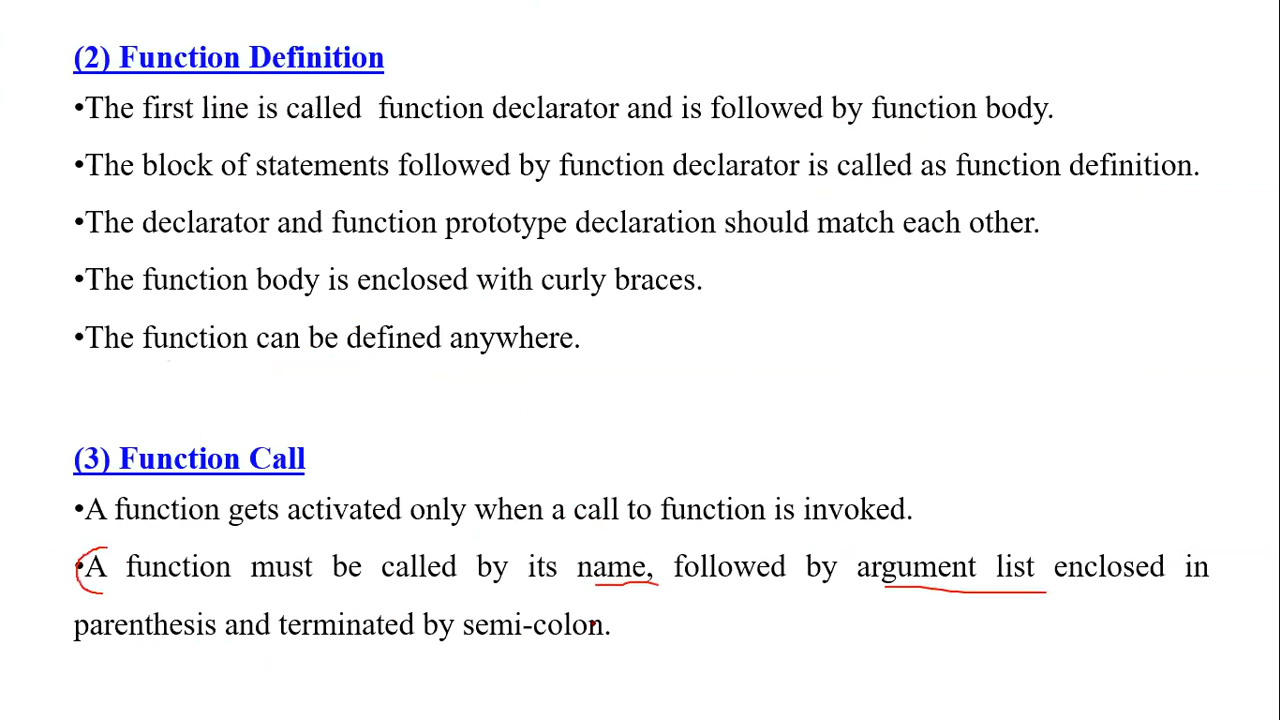 (2) Function Definition
•The first line is called  function declarator and is followed by function body.
•The block of statements followed by function declarator is called as function definition.
•The declarator and function prototype declaration should match each other.
•The function body is enclosed with curly braces.
•The function can be defined anywhere.
(3) Function Call
•A function gets activated only when a call to function is invoked.
•A function must be called by its name, followed by argument list enclosed in
parenthesis and terminated by semi-colon.